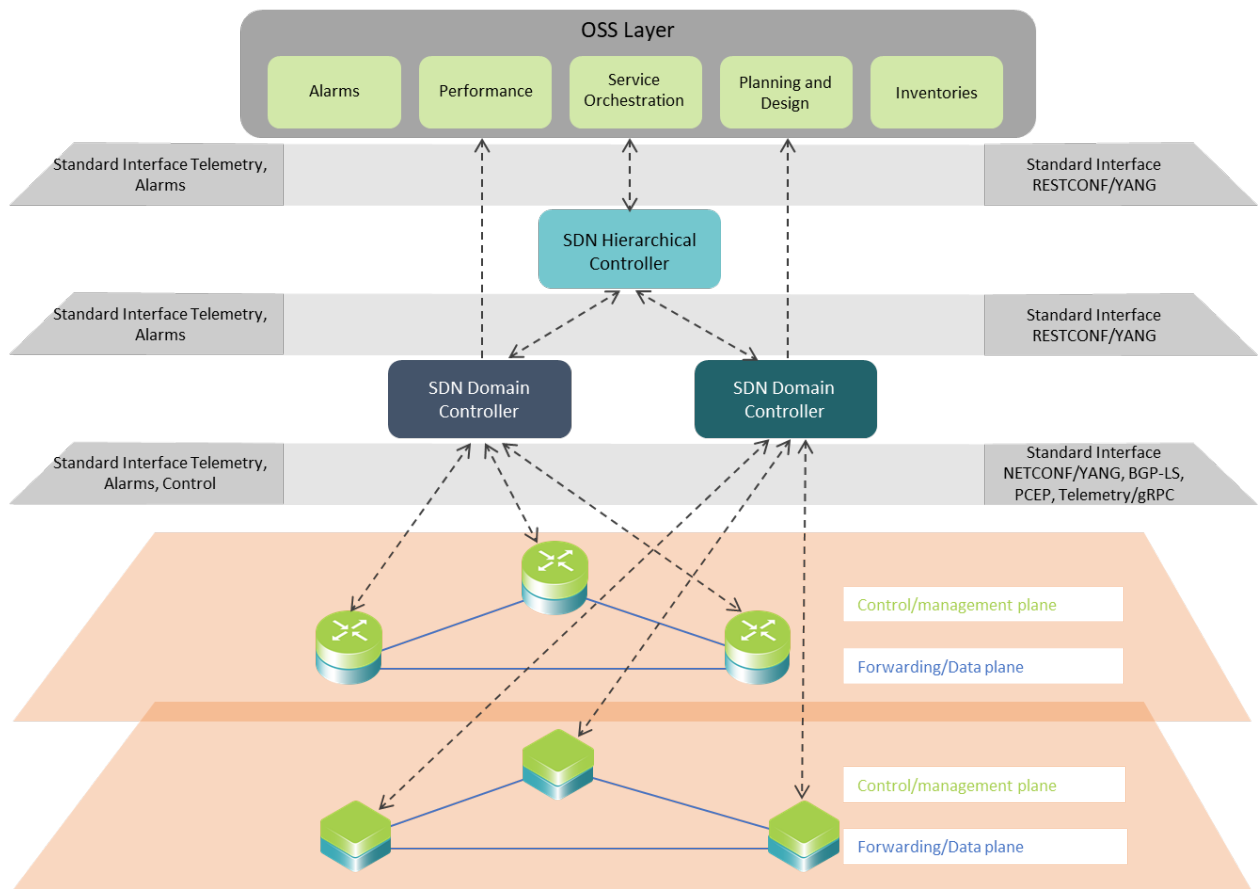 OSS Layer
Alarms
Performance
Service
Orchestration
Planning and
Design
Inventories
Standard Interface Telemetry,
Alarms
Standard Interface
RESTCONF/YANG
SDN Hierarchical
Controller
Standard Interface Telemetry,
Alarms
Standard Interface
RESTCONF/YANG
SDN Domain
Controller
SDN Domain
Controller
Standard Interface Telemetry,
Alarms, Control
Standard Interface
NETCONF/YANG, BGP-LS,
PCEP, Telemetry/gRPC
Control/management plane
Forwarding/Data plane
Control/management plane
Forwarding/Data plane